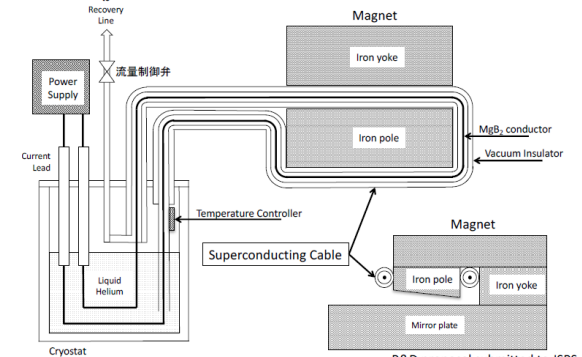 to
Recovery
Line
Magnet
流量制御弁
Iron yoke
Power
Supply
Iron pole
MgB₂ conductor
Vacuum Insulator
Current
Lead
Temperature Controller
Magnet
Superconducting Cable
Liquid
Helium
Iron pole
Iron yoke
Mirror plate
Cryostat